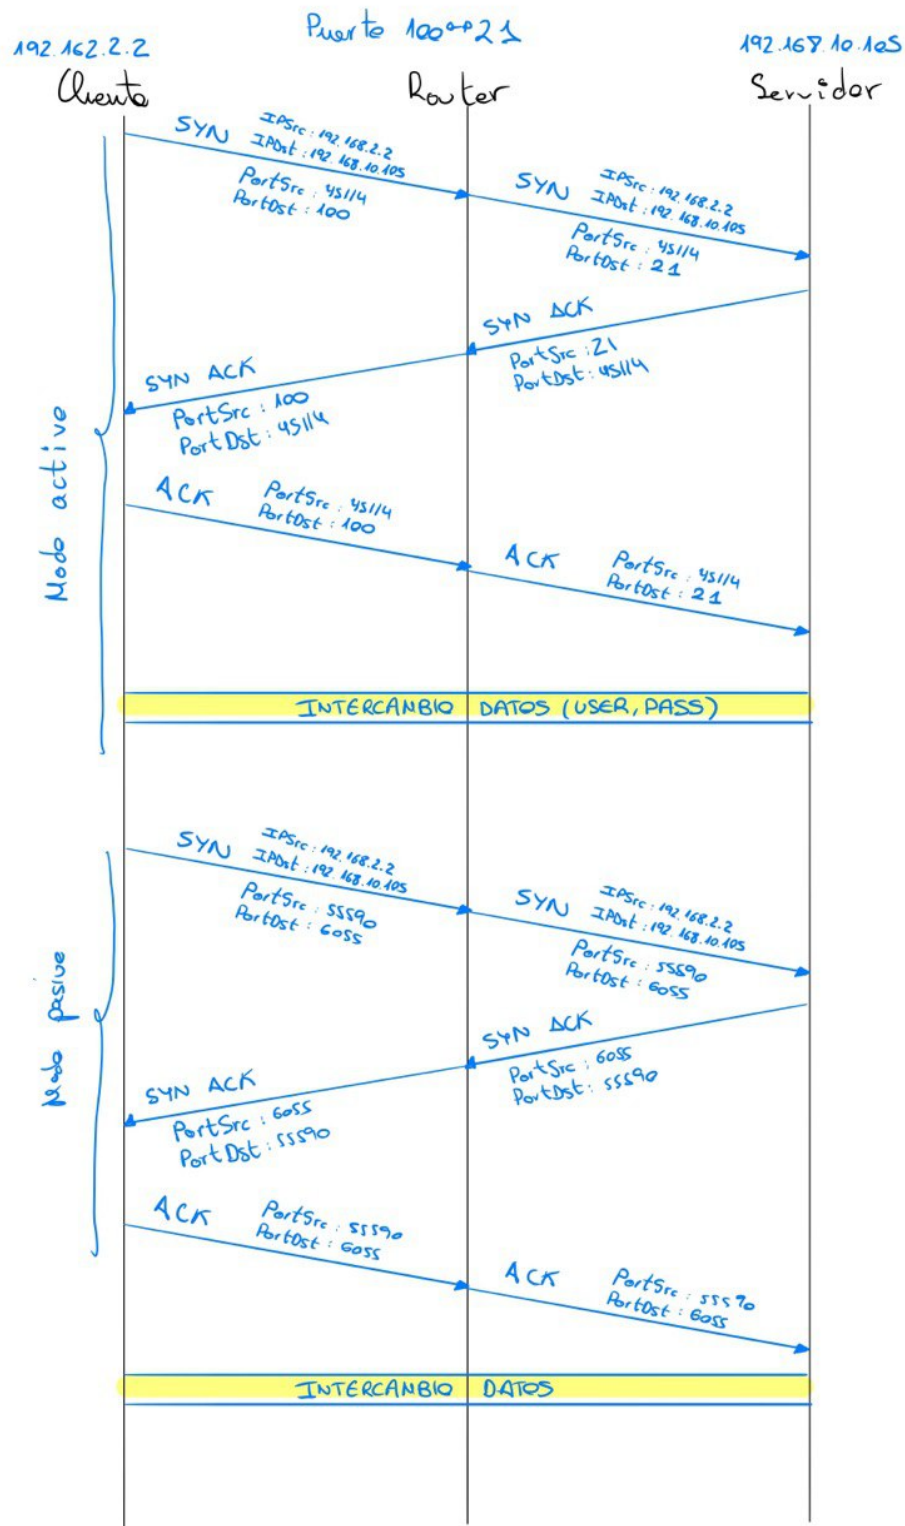 Puerto 100↔21
192.162.2.2
192.168.10.105
Cliente
Router
Servidor
SYN
IPSrc : 192.168.2.2
IPDst : 192.168.10.105
PortSrc : 45114
PortDst : 100
SYN
IPSrc : 192.168.2.2
IPDst : 192.168.10.105
PortSrc : 45114
PortDst : 21
SYN ACK
PortSrc : 21
PortDst : 45114
SYN ACK
PortSrc : 100
PortDst : 45114
Modo active
ACK
PortSrc : 45114
PortDst : 100
ACK
PortSrc : 45114
PortDst : 21
INTERCAMBIO DATOS (USER, PASS)
SYN
IPSrc : 192.168.2.2
IPDst : 192.168.10.105
PortSrc : 55590
PortDst : 6055
SYN
IPSrc : 192.168.2.2
IPDst : 192.168.10.105
PortSrc : 55590
PortDst : 6055
Modo pasive
SYN ACK
PortSrc : 6055
PortDst : 55590
SYN ACK
PortSrc : 6055
PortDst : 55590
ACK
PortSrc : 55590
PortDst : 6055
ACK
PortSrc : 55590
PortDst : 6055
INTERCAMBIO DATOS